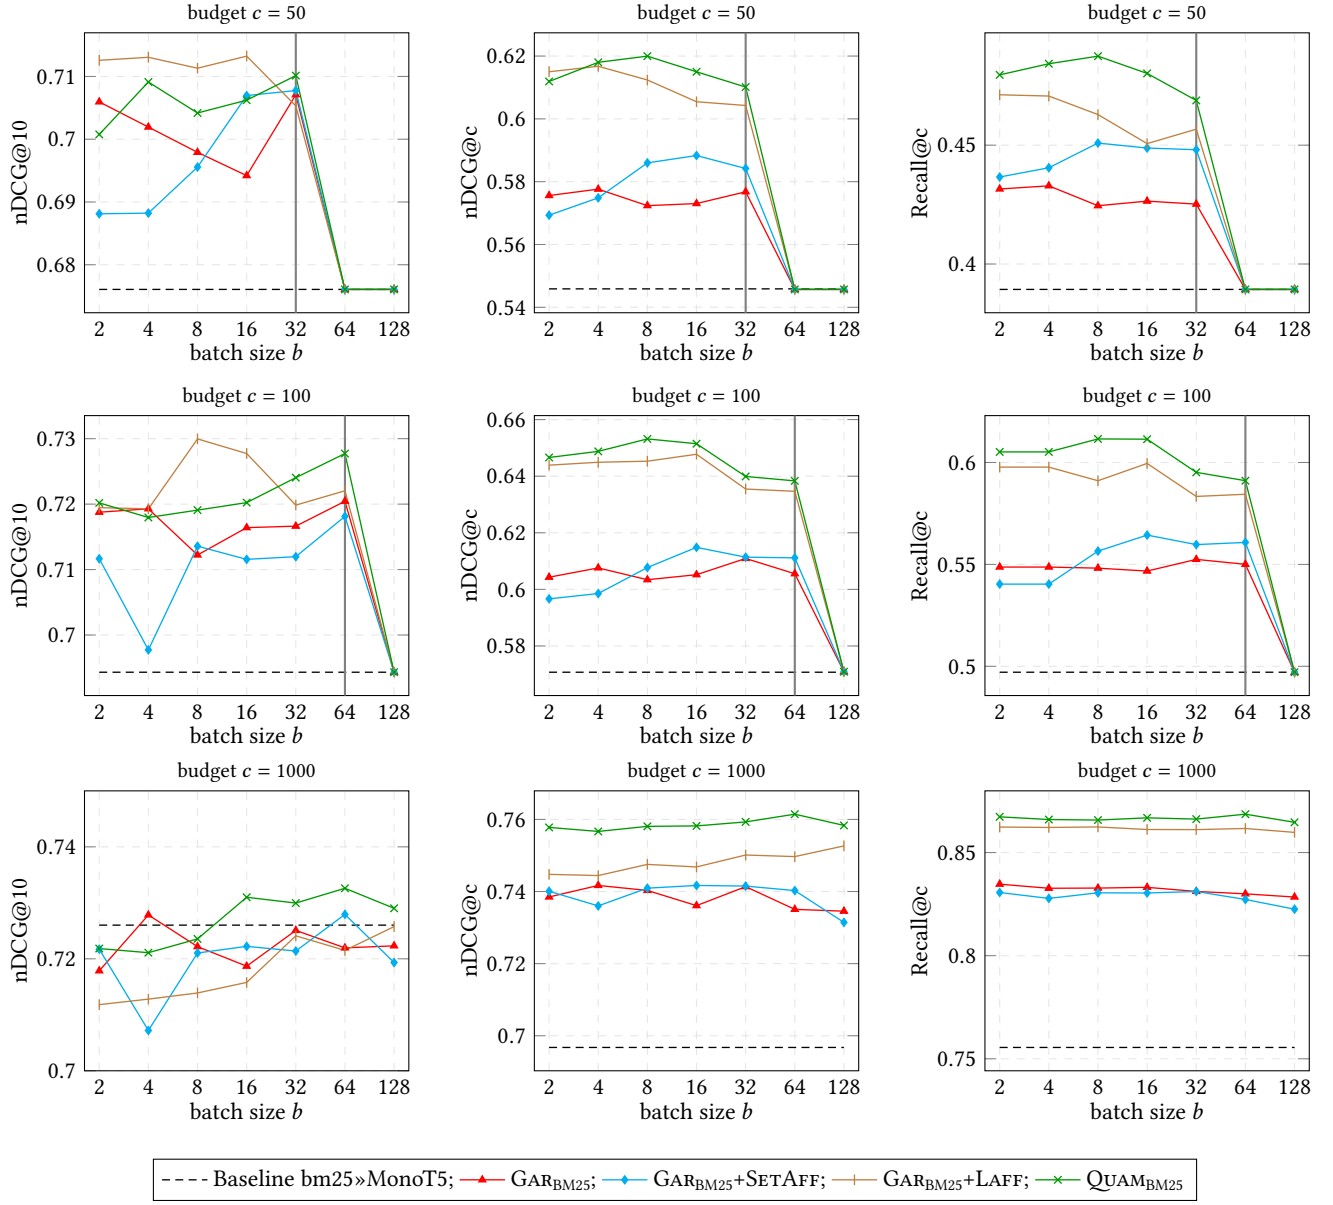 budget c = 50
0.71
0.7
0.69
0.68
nDCG@10
2 4 8 16 32 64 128
batch size b
budget c = 50
0.62
0.6
0.58
0.56
0.54
nDCG@c
2 4 8 16 32 64 128
batch size b
budget c = 50
0.45
0.4
Recall@c
2 4 8 16 32 64 128
batch size b
budget c = 100
0.73
0.72
0.71
0.7
nDCG@10
2 4 8 16 32 64 128
batch size b
budget c = 100
0.66
0.64
0.62
0.6
0.58
nDCG@c
2 4 8 16 32 64 128
batch size b
budget c = 100
0.6
0.55
0.5
Recall@c
2 4 8 16 32 64 128
batch size b
budget c = 1000
0.74
0.72
0.7
nDCG@10
2 4 8 16 32 64 128
batch size b
budget c = 1000
0.76
0.74
0.72
0.7
nDCG@c
2 4 8 16 32 64 128
batch size b
budget c = 1000
0.85
0.8
0.75
Recall@c
2 4 8 16 32 64 128
batch size b
Baseline bm25»MonoT5; GAR_BM25; GAR_BM25+SETAFF; GAR_BM25+LAFF; QUAM_BM25